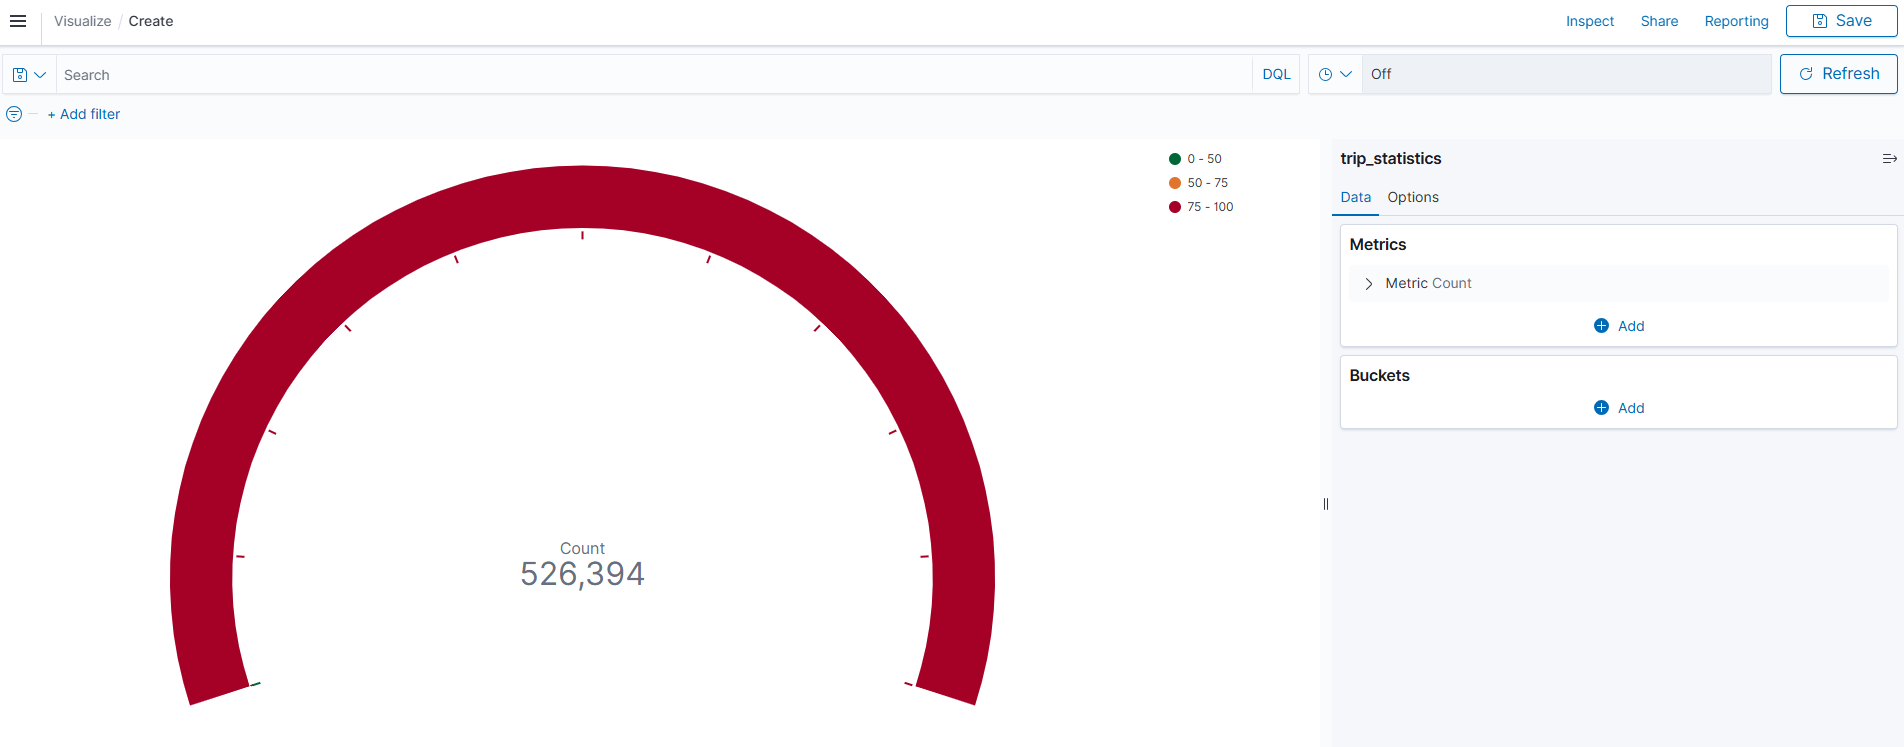 Visualize / Create
Inspect Share Reporting Save
Search DQL Off Refresh
+ Add filter
0 - 50
50 - 75
75 - 100
Count
526,394
trip_statistics
Data Options
Metrics
Metric Count
Add
Buckets
Add